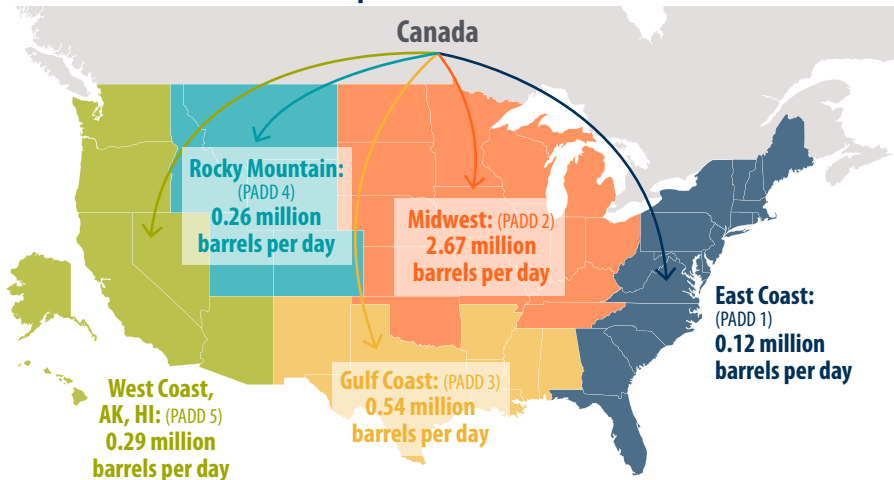 Canada
Rocky Mountain:
(PADD 4)
0.26 million
barrels per day
Midwest: (PADD 2)
2.67 million
barrels per day
East Coast:
(PADD 1)
0.12 million
barrels per day
Gulf Coast: (PADD 3)
0.54 million
barrels per day
West Coast,
AK, HI: (PADD 5)
0.29 million
barrels per day